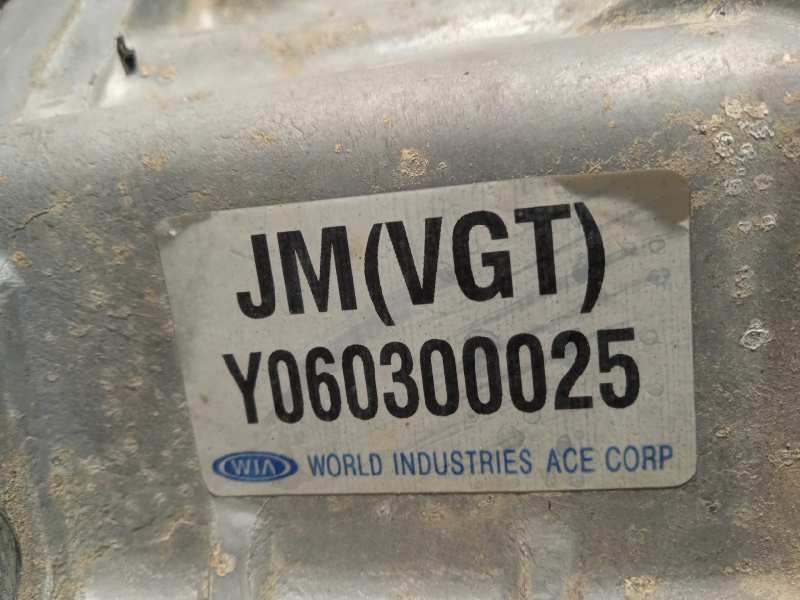 JM(VGT)
Y060300025
WIA WORLD INDUSTRIES ACE CORP